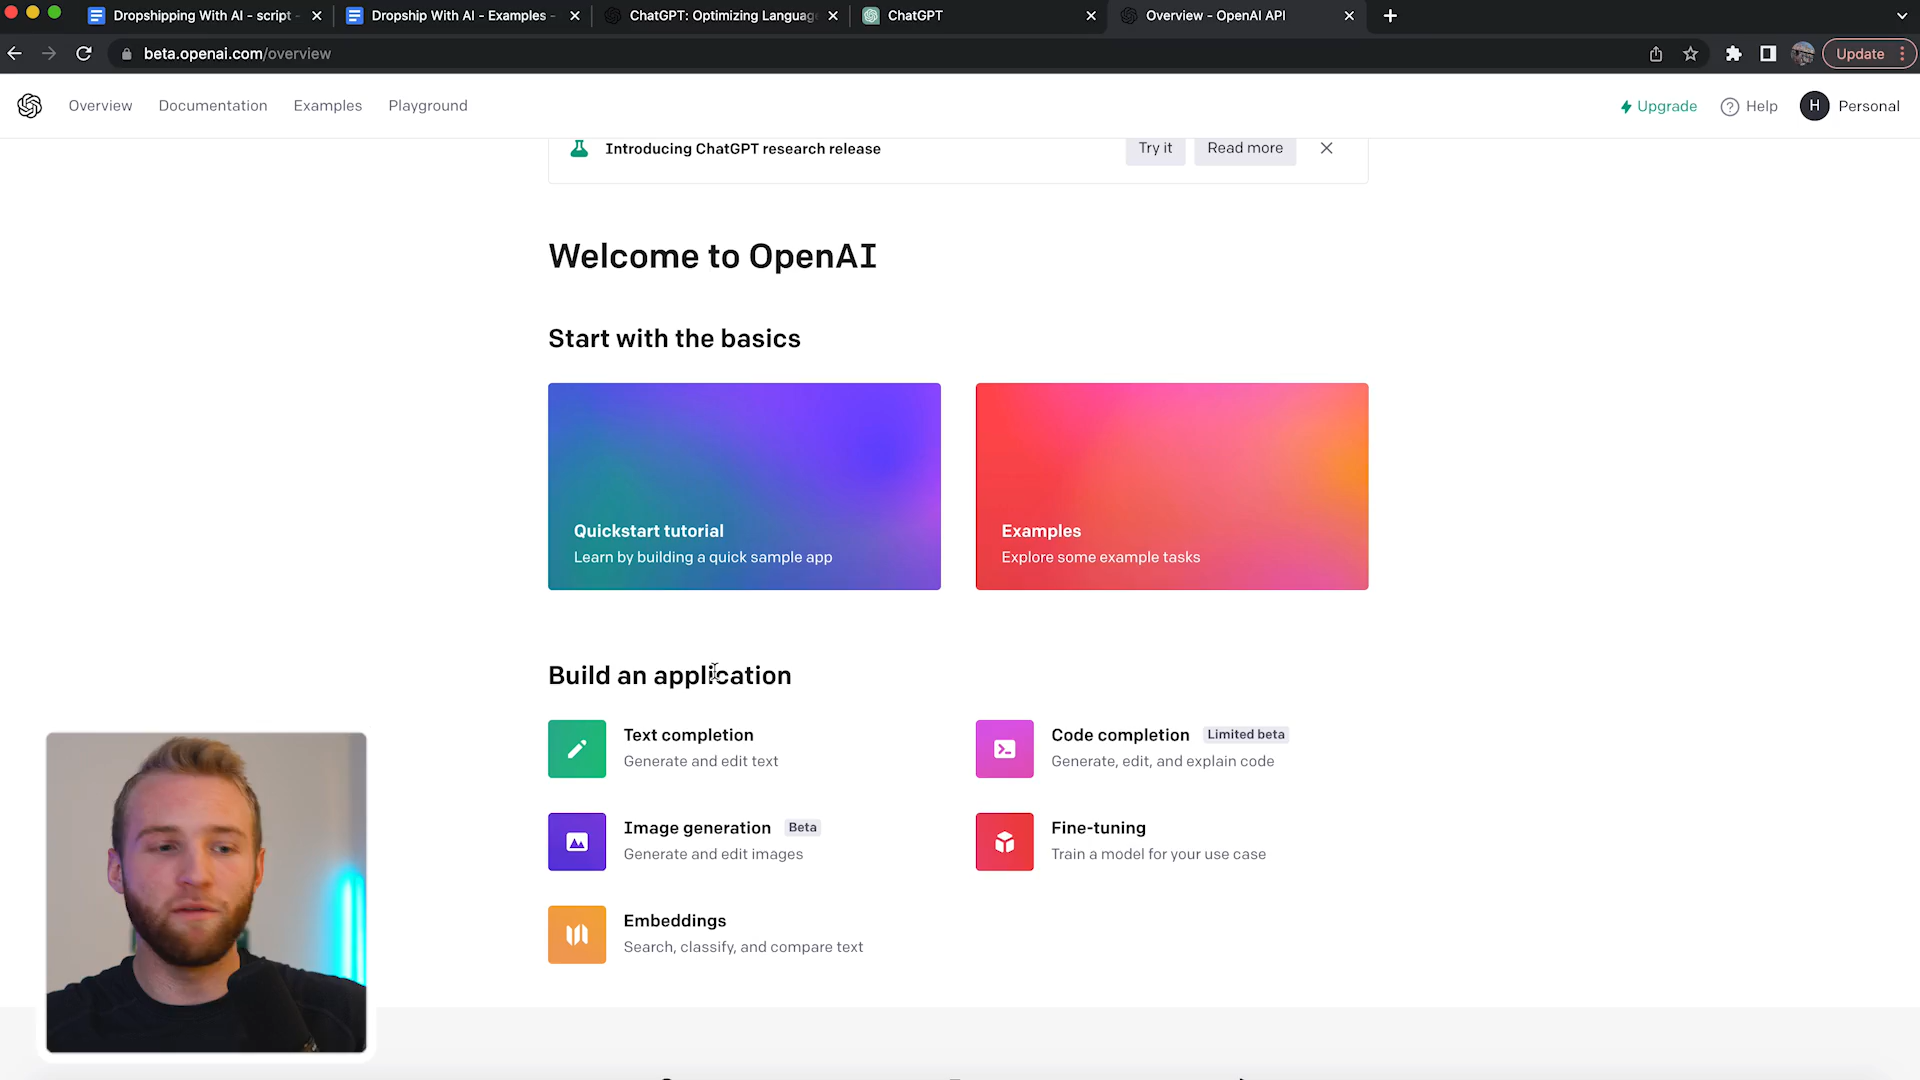 Dropshipping With AI - script -
Dropship With AI - Examples -
ChatGPT: Optimizing Language
ChatGPT
Overview - OpenAI API
beta.openai.com/overview
Update
Overview
Documentation
Examples
Playground
Upgrade
Help
H
Personal
Introducing ChatGPT research release
Try it
Read more
Welcome to OpenAI
Start with the basics
Quickstart tutorial
Learn by building a quick sample app
Examples
Explore some example tasks
Build an application
Text completion
Generate and edit text
Code completion
Limited beta
Generate, edit, and explain code
Image generation
Beta
Generate and edit images
Fine-tuning
Train a model for your use case
Embeddings
Search, classify, and compare text